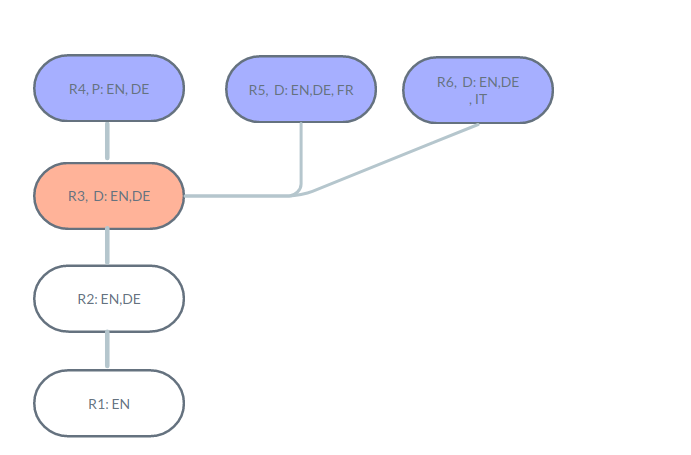 R4, P: EN, DE
R5,  D: EN,DE, FR
R6,  D: EN,DE
, IT
R3,  D: EN,DE
R2: EN,DE
R1: EN